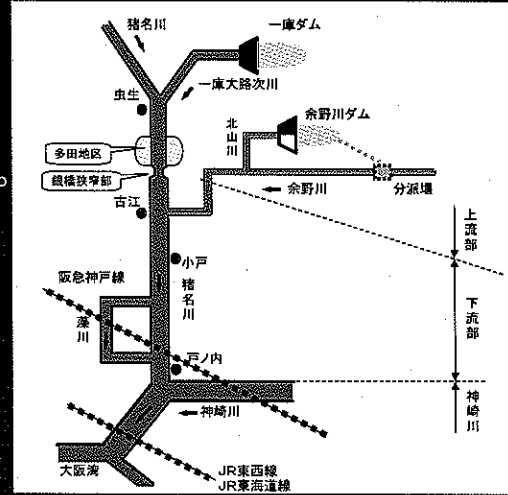 猪名川
一庫ダム
一庫大路次川
虫生
余野川ダム
北山川
多田地区
銀橋狭窄部
余野川
分派堰
古江
上流部
小戸
猪名川
阪急神戸線
藻川
下流部
戸ノ内
神崎川
神崎川
大阪湾
JR東西線
JR東海道線